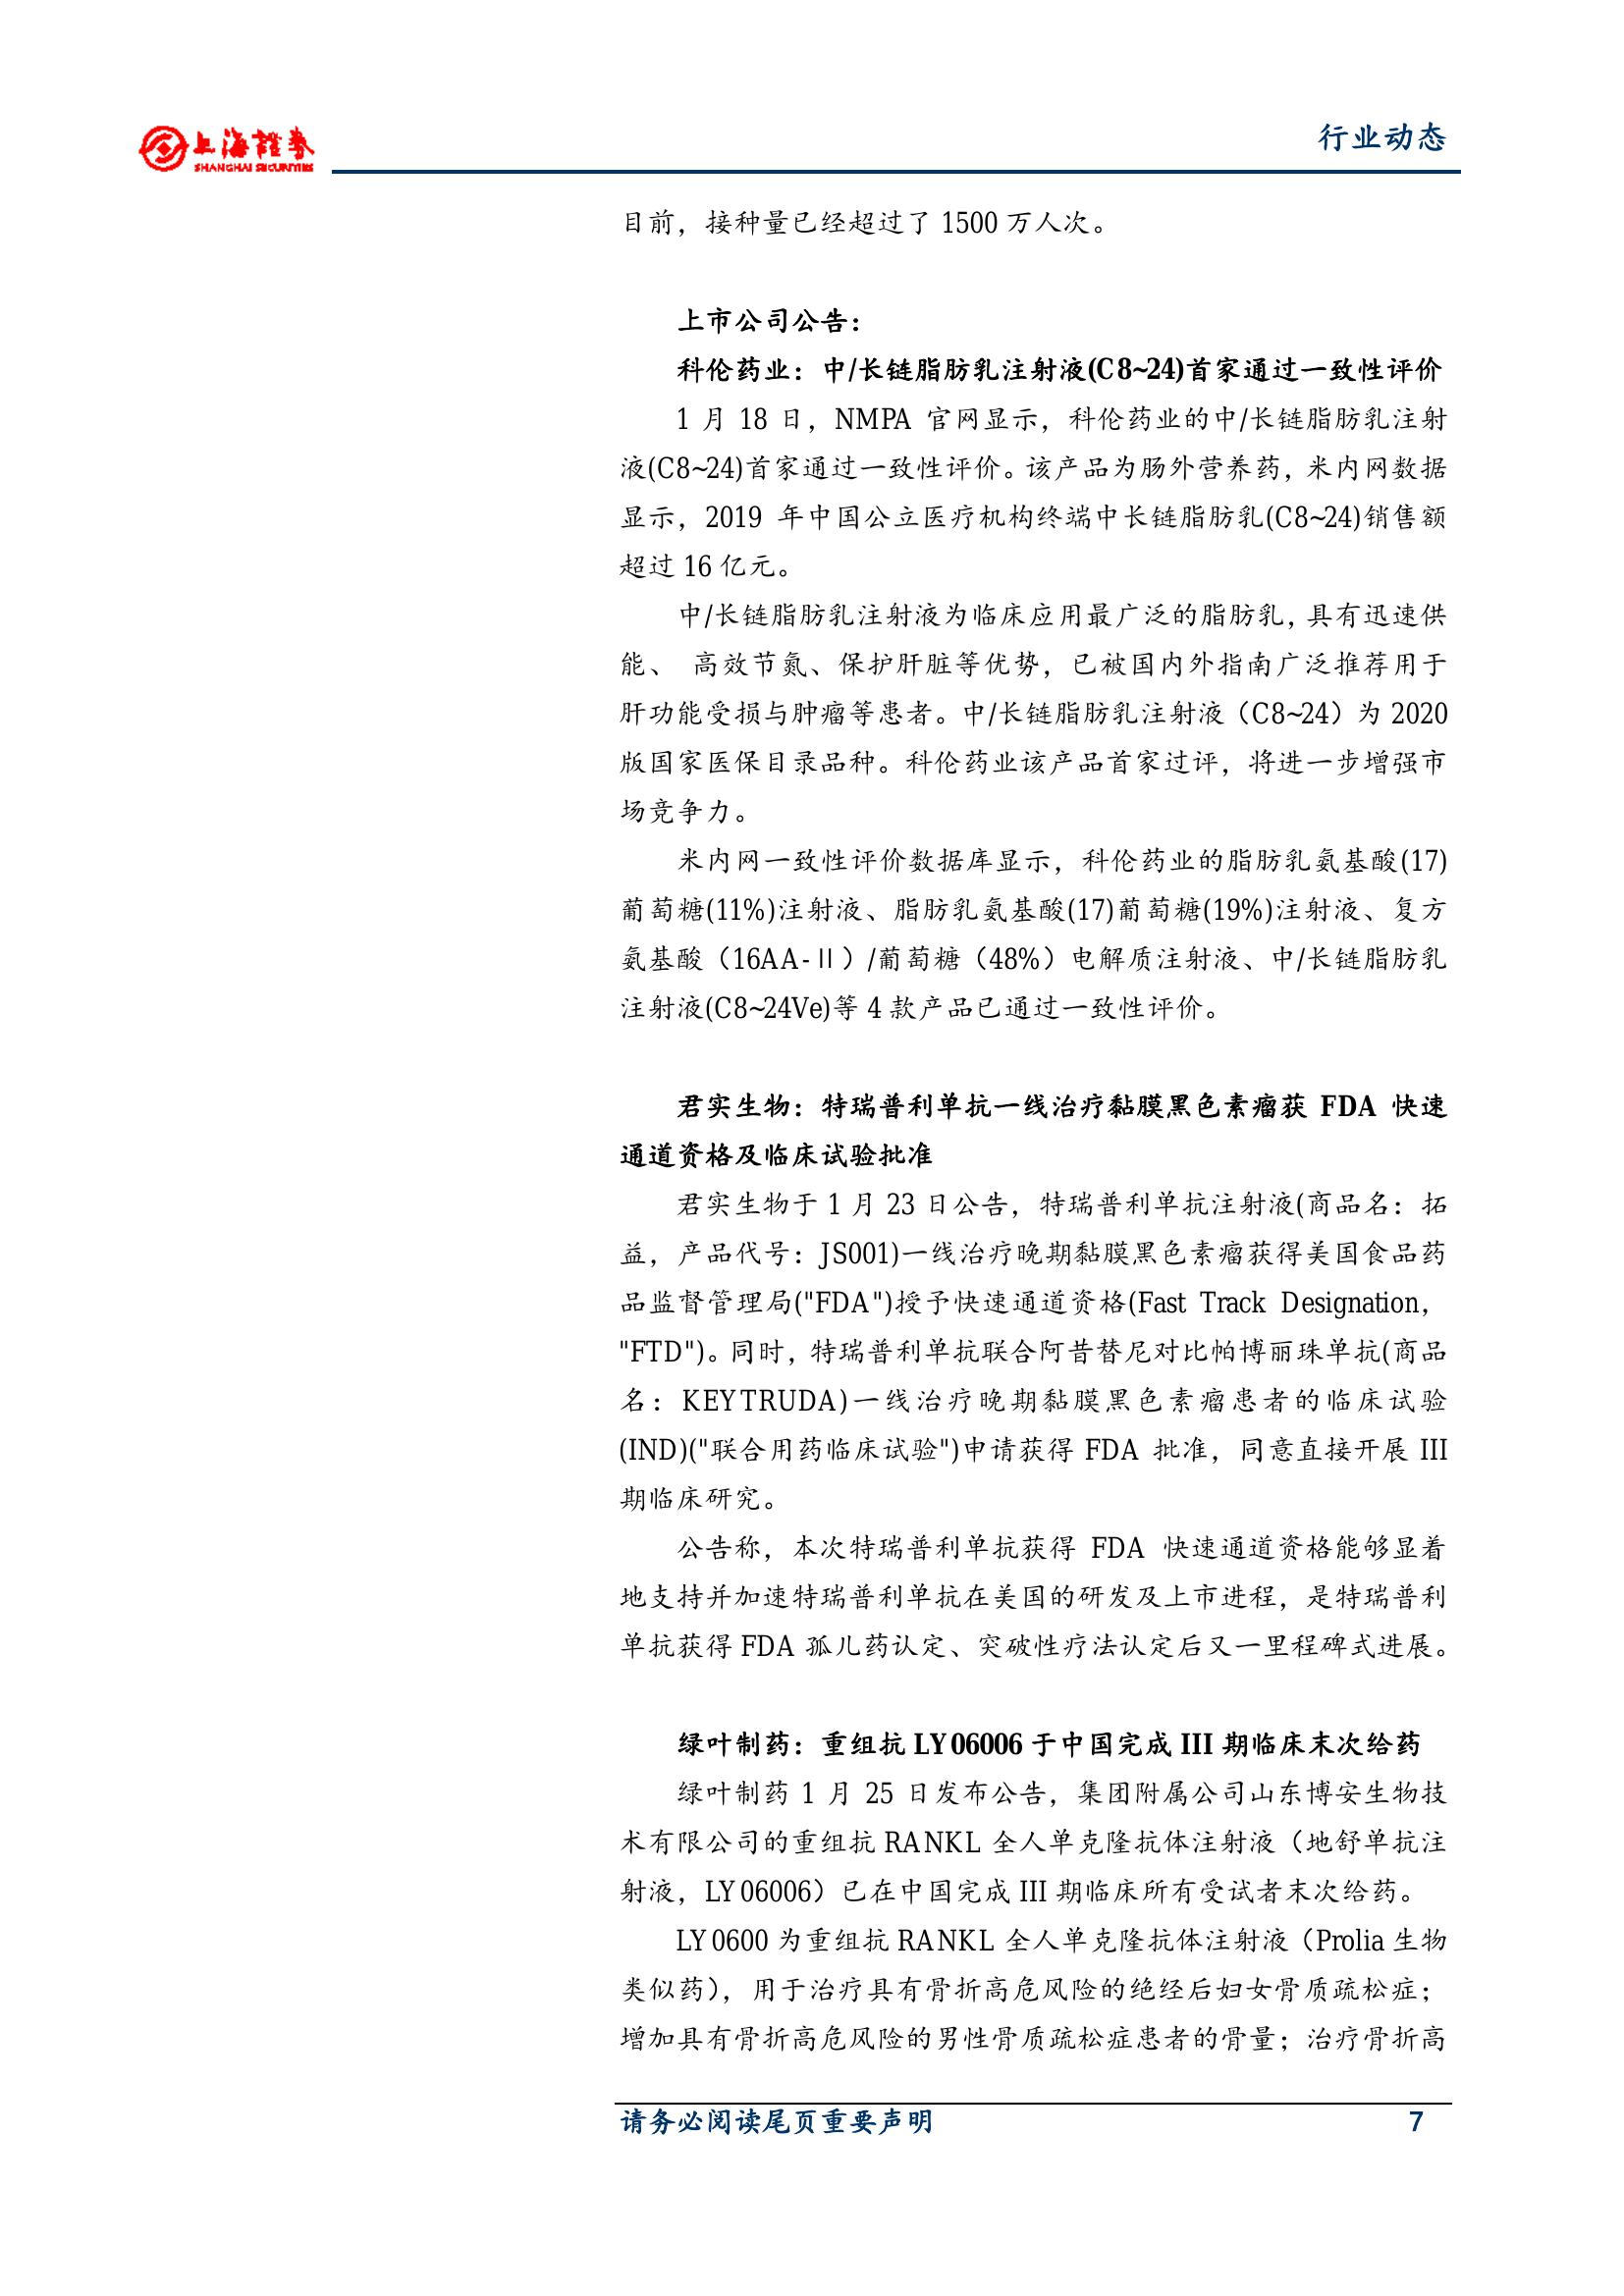 上海證券
SHANGHAI SECURITIES
行业动态
目前，接种量已经超过了 1500 万人次。
上市公司公告：
科伦药业：中/长链脂肪乳注射液(C8~24)首家通过一致性评价
1 月 18 日，NMPA 官网显示，科伦药业的中/长链脂肪乳注射
液(C8~24)首家通过一致性评价。该产品为肠外营养药，米内网数据
显示，2019 年中国公立医疗机构终端中长链脂肪乳(C8~24)销售额
超过 16 亿元。
中/长链脂肪乳注射液为临床应用最广泛的脂肪乳，具有迅速供
能、 高效节氮、保护肝脏等优势，已被国内外指南广泛推荐用于
肝功能受损与肿瘤等患者。中/长链脂肪乳注射液（C8~24）为 2020
版国家医保目录品种。科伦药业该产品首家过评，将进一步增强市
场竞争力。
米内网一致性评价数据库显示，科伦药业的脂肪乳氨基酸(17)
葡萄糖(11%)注射液、脂肪乳氨基酸(17)葡萄糖(19%)注射液、复方
氨基酸（16AA-Ⅱ）/葡萄糖（48%）电解质注射液、中/长链脂肪乳
注射液(C8~24Ve)等 4 款产品已通过一致性评价。
君实生物：特瑞普利单抗一线治疗黏膜黑色素瘤获 FDA 快速
通道资格及临床试验批准
君实生物于 1 月 23 日公告，特瑞普利单抗注射液(商品名：拓
益，产品代号：JS001)一线治疗晚期黏膜黑色素瘤获得美国食品药
品监督管理局("FDA")授予快速通道资格(Fast Track Designation，
"FTD")。同时，特瑞普利单抗联合阿昔替尼对比帕博丽珠单抗(商品
名：KEYTRUDA)一线治疗晚期黏膜黑色素瘤患者的临床试验
(IND)("联合用药临床试验")申请获得 FDA 批准，同意直接开展 III
期临床研究。
公告称，本次特瑞普利单抗获得 FDA 快速通道资格能够显着
地支持并加速特瑞普利单抗在美国的研发及上市进程，是特瑞普利
单抗获得 FDA 孤儿药认定、突破性疗法认定后又一里程碑式进展。
绿叶制药：重组抗 LY06006 于中国完成 III 期临床末次给药
绿叶制药 1 月 25 日发布公告，集团附属公司山东博安生物技
术有限公司的重组抗 RANKL 全人单克隆抗体注射液（地舒单抗注
射液，LY06006）已在中国完成 III 期临床所有受试者末次给药。
LY0600 为重组抗 RANKL 全人单克隆抗体注射液（Prolia 生物
类似药），用于治疗具有骨折高危风险的绝经后妇女骨质疏松症；
增加具有骨折高危风险的男性骨质疏松症患者的骨量；治疗骨折高
请务必阅读尾页重要声明 7